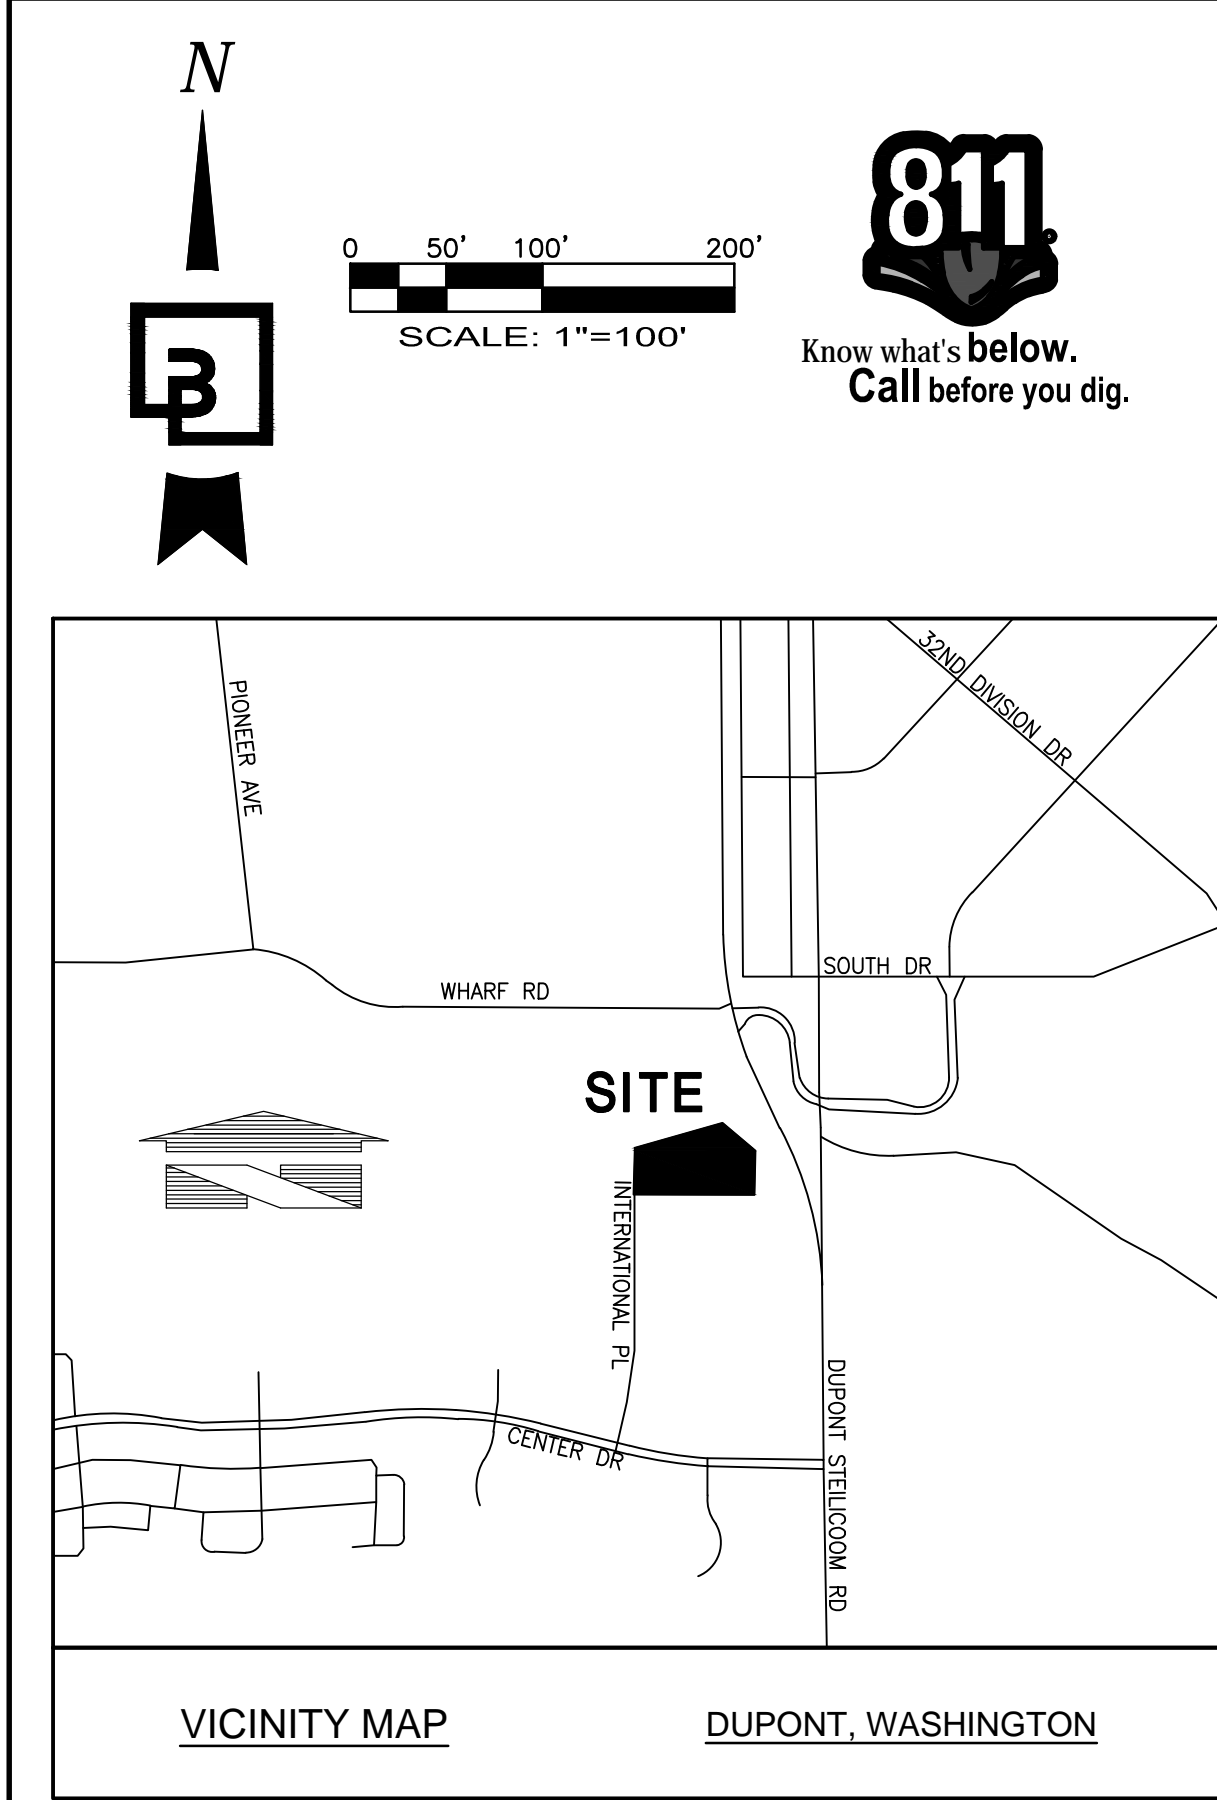 N
0 50' 100' 200'
SCALE: 1"=100'
811
Know what's below.
Call before you dig.
B
32ND DIVISION DR
PIONEER AVE
SOUTH DR
WHARF RD
SITE
INTERNATIONAL PL
CENTER DR
DUPONT STEILICOOM RD
VICINITY MAP
DUPONT, WASHINGTON